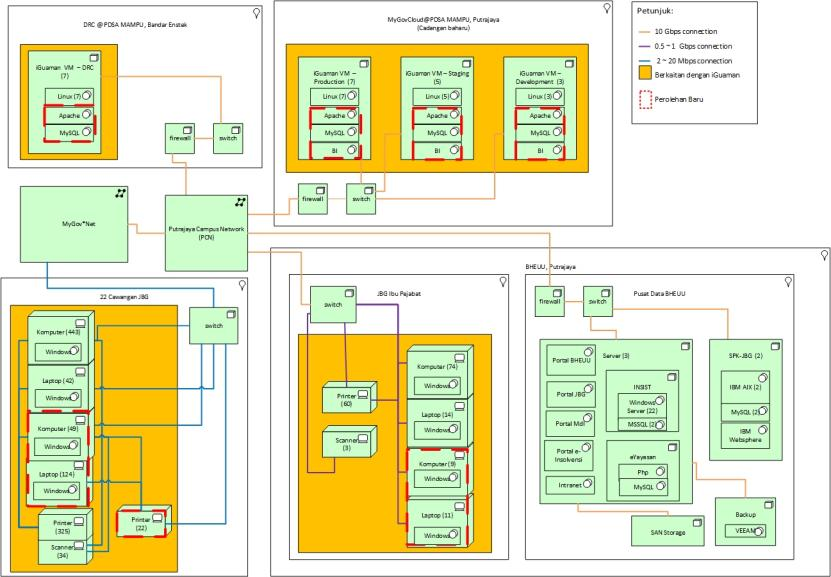 DRC @ PDSA MAMPU, Bandar Enstek
iGuaman VM – DRC
(7)
Linux (7)
Apache
MySQL
firewall
switch
MyGovCloud@PDSA MAMPU, Putrajaya
(Cadangan baharu)
iGuaman VM –
Production (7)
Linux (7)
Apache
MySQL
BI
iGuaman VM – Staging
(5)
Linux (5)
Apache
MySQL
BI
iGuaman VM –
Development (3)
Linux (3)
Apache
MySQL
BI
firewall
switch
Petunjuk:
10 Gbps connection
0.5 ~ 1 Gbps connection
2 ~ 20 Mbps connection
Berkaitan dengan iGuaman
Perolehan Baru
MyGov*Net
Putrajaya Campus Network
(PCN)
22 Cawangan JBG
switch
Komputer (443)
Windows
Laptop (42)
Windows
Komputer (49)
Windows
Laptop (124)
Windows
Printer
(325)
Scanner
(34)
Printer
(22)
BHEUU, Putrajaya
JBG Ibu Pejabat
switch
Printer
(60)
Scanner
(3)
Komputer (74)
Windows
Laptop (14)
Windows
Komputer (9)
Windows
Laptop (11)
Windows
Pusat Data BHEUU
firewall
switch
Server (3)
Portal BHEUU
Portal JBG
Portal MdI
Portal e-
Insolvensi
Intranet
INSIST
Windows
Server (22)
MSSQL (2)
eYayasan
Php
MySQL
SPK-JBG (2)
IBM AIX (2)
MySQL (2)
IBM
Websphere
SAN Storage
Backup
VEEAM